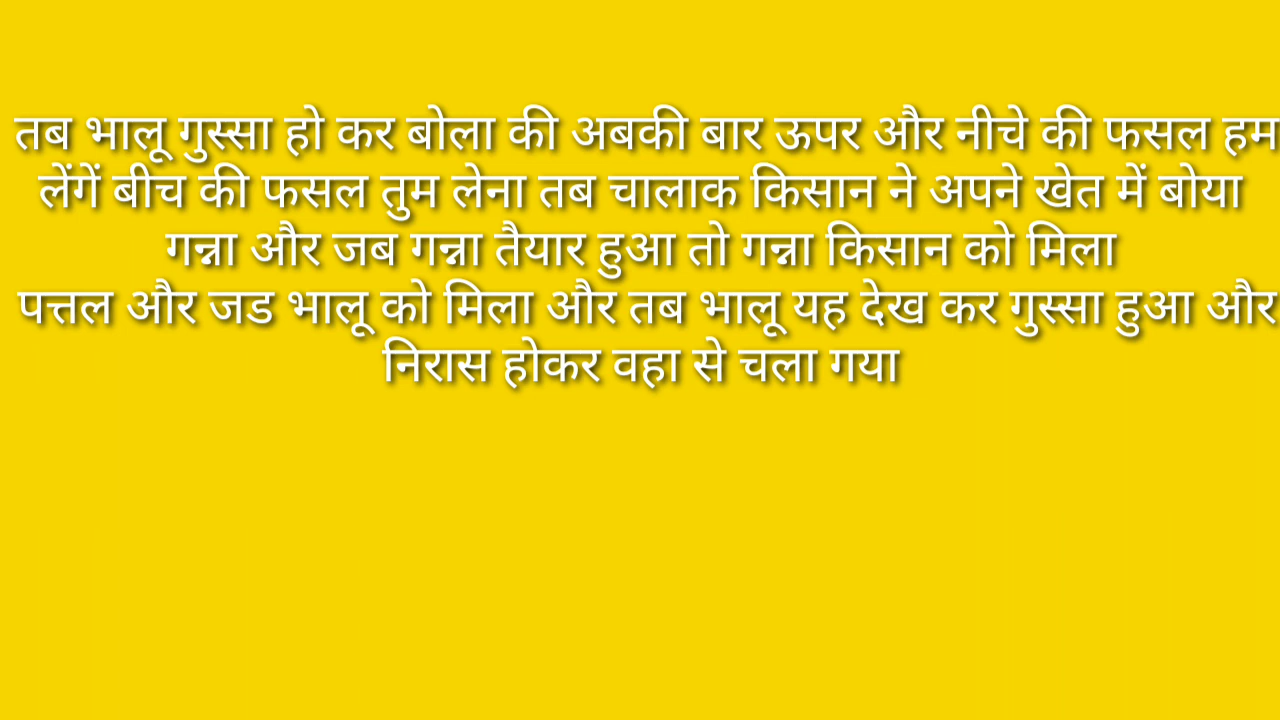 तब भालू गुस्सा हो कर बोला की अबकी बार ऊपर और नीचे की फसल हम
लेंगें बीच की फसल तुम लेना तब चालाक किसान ने अपने खेत में बोया
गन्ना और जब गन्ना तैयार हुआ तो गन्ना किसान को मिला
पत्तल और जड भालू को मिला और तब भालू यह देख कर गुस्सा हुआ और
निरास होकर वहा से चला गया